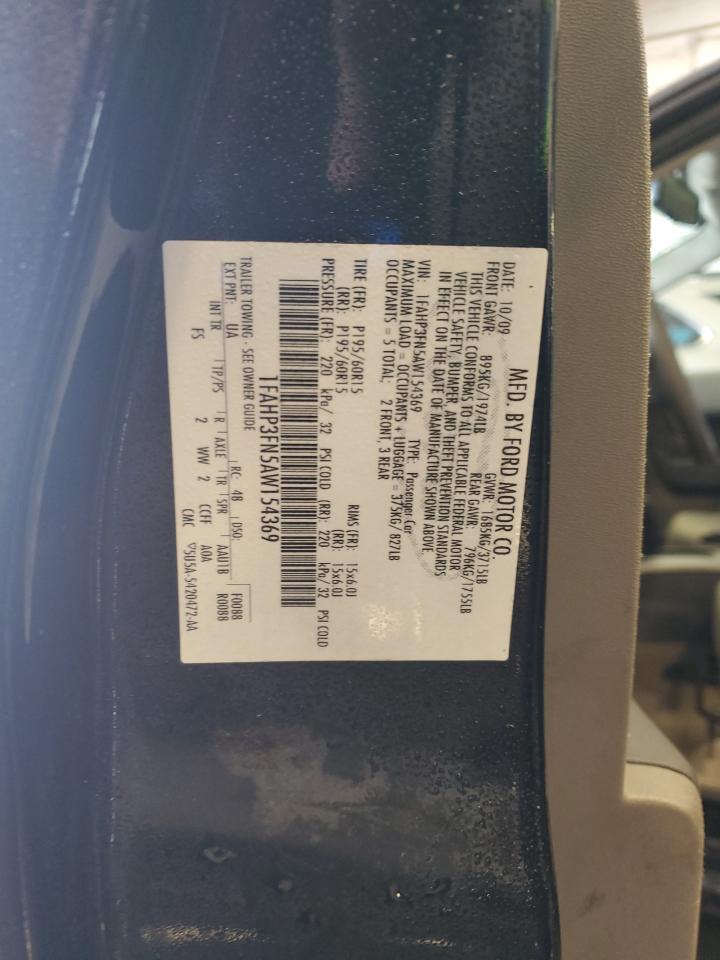 MFD. BY FORD MOTOR CO.
DATE: 10/09 GVWR: 1685KG/3715LB
FRONT GAWR: 895KG/1974LB REAR GAWR: 796KG/1755LB
THIS VEHICLE CONFORMS TO ALL APPLICABLE FEDERAL MOTOR
VEHICLE SAFETY, BUMPER, AND THEFT PREVENTION STANDARDS
IN EFFECT ON THE DATE OF MANUFACTURE SHOWN ABOVE.
VIN: 1FAHP3FN5AW154369 TYPE: Passenger Car
MAXIMUM LOAD = OCCUPANTS + LUGGAGE = 375KG/ 827LB
OCCUPANTS = 5 TOTAL; 2 FRONT, 3 REAR
TIRE (FR): P195/60R15 RIMS (FR): 15x6.0J
(RR): P195/60R15 (RR): 15x6.0J
PRESSURE (FR): 220 kPa/ 32 PSI COLD (RR): 220 kPa/ 32 PSI COLD
1FAHP3FN5AW154369
TRAILER TOWING - SEE OWNER GUIDE
EXT PNT: UA RC: 48 DSO: F0088
INT TR TP/PS R AXLE TR SPR AAU1B R0088
FS 2 WW 2 CCFF A0A
CMC ▽5U5A-5420472-AA